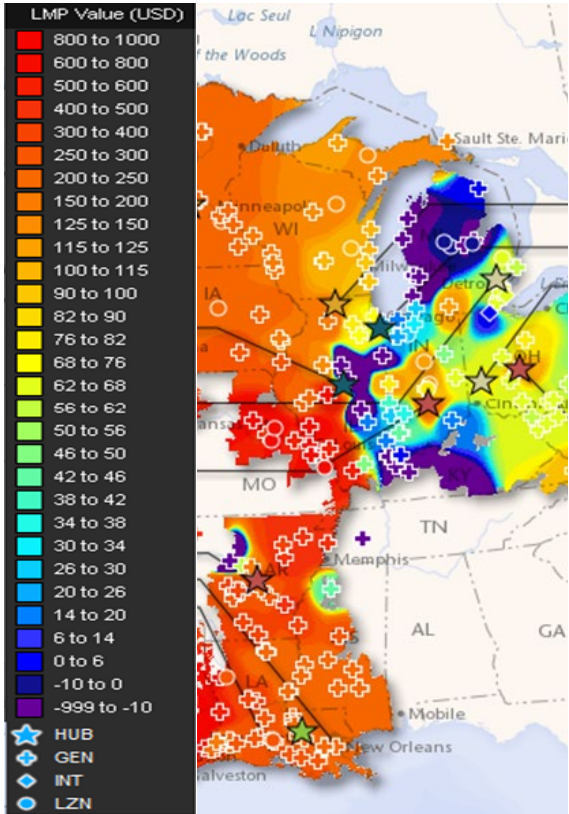 LMP Value (USD)
800 to 1000
600 to 800
500 to 600
400 to 500
300 to 400
250 to 300
200 to 250
150 to 200
125 to 150
115 to 125
100 to 115
90 to 100
82 to 90
76 to 82
68 to 76
62 to 68
56 to 62
50 to 56
46 to 50
42 to 46
38 to 42
34 to 38
30 to 34
26 to 30
20 to 26
14 to 20
6 to 14
0 to 6
-10 to 0
-999 to -10
HUB
GEN
INT
LZN
Lac Seul
L Nipigon
of the Woods
Duluth
Sault Ste. Marie
Minneapol
WI
Milw
Detro
IA
ago
IN
OH
Cincinna
KY
MO
TN
Memphis
AR
AL
GA
LA
Mobile
New Orleans
Galveston